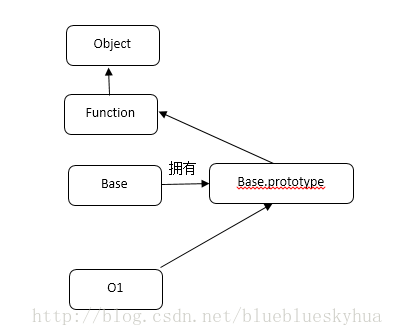 Object
Function
拥有
Base
Base.prototype
O1
http://blog.csdn.net/blueblueskyhua